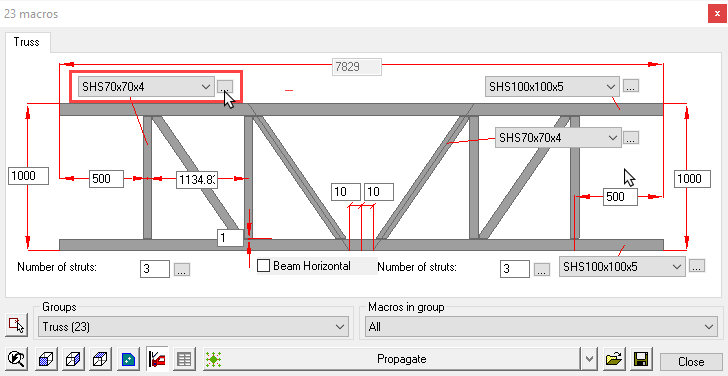 23 macros
x
Truss
7829
SHS70x70x4 ...
SHS100x100x5 ...
SHS70x70x4 ...
1000
500
1134.83
10 10
500
1000
1
Number of struts: 3 ...
Beam Horizontal
Number of struts: 3 ...
SHS100x100x5 ...
Groups
Macros in group
Truss (23)
All
Propagate
Close